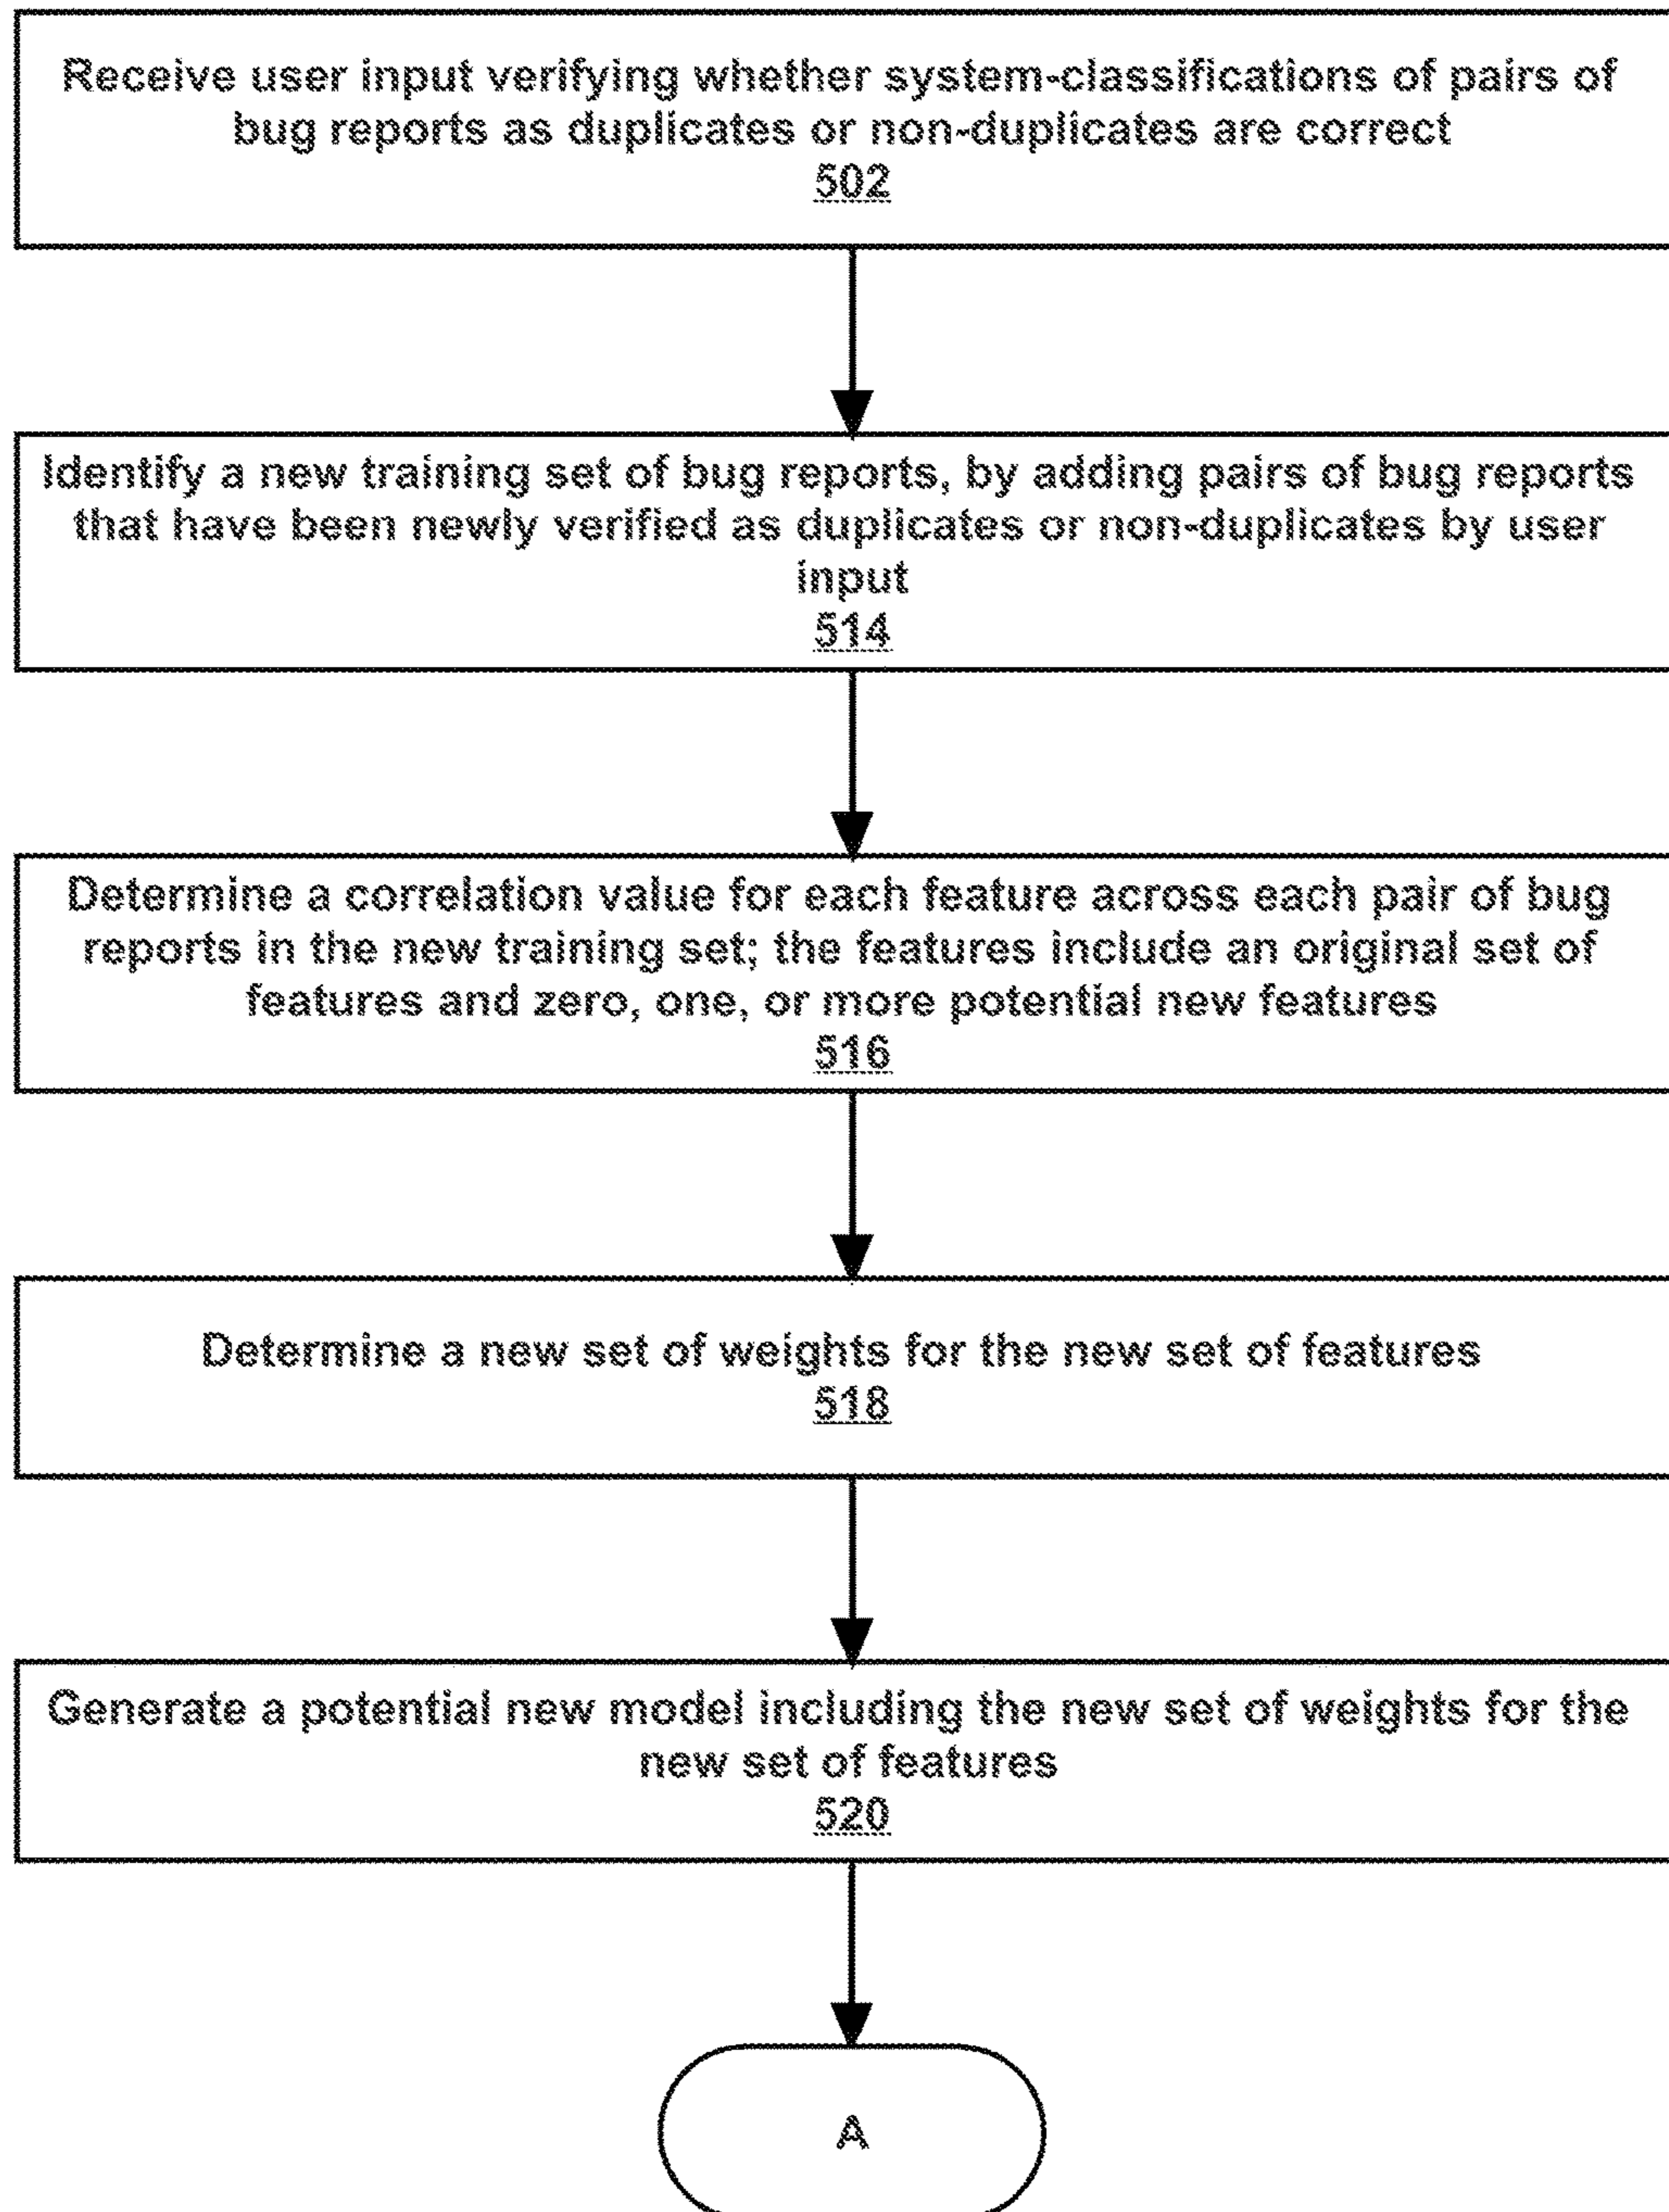 Receive user input verifying whether system-classifications of pairs of
bug reports as duplicates or non-duplicates are correct
502
Identify a new training set of bug reports, by adding pairs of bug reports
that have been newly verified as duplicates or non-duplicates by user
input
514
Determine a correlation value for each feature across each pair of bug
reports in the new training set; the features include an original set of
features and zero, one, or more potential new features
516
Determine a new set of weights for the new set of features
518
Generate a potential new model including the new set of weights for the
new set of features
520
A